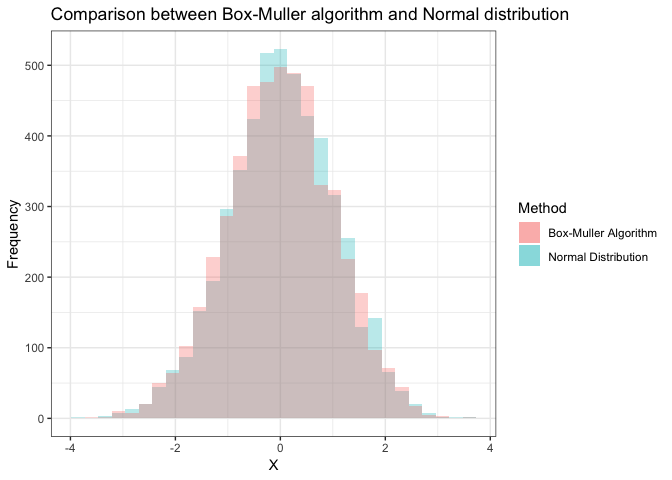 Comparison between Box-Muller algorithm and Normal distribution
500
400
300
200
100
0
Frequency
-4
-2
0
2
4
X
Method
Box-Muller Algorithm
Normal Distribution